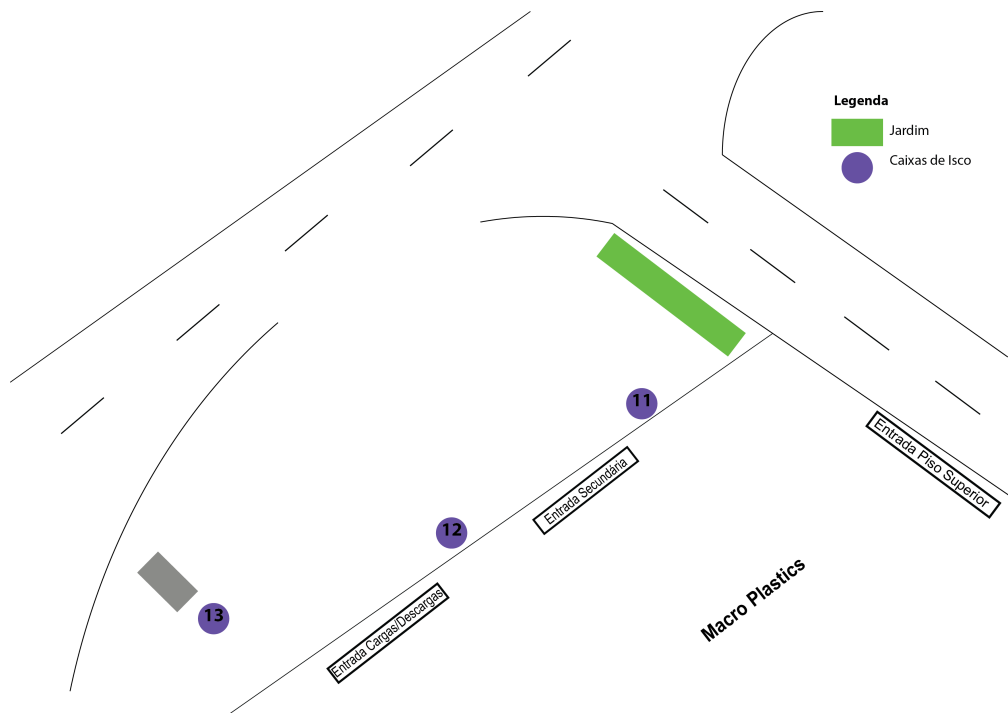 Legenda
Jardim
Caixas de Isco
11
Entrada Piso Superior
Entrada Secundária
12
Macro Plastics
Entrada Cargas/Descargas
13